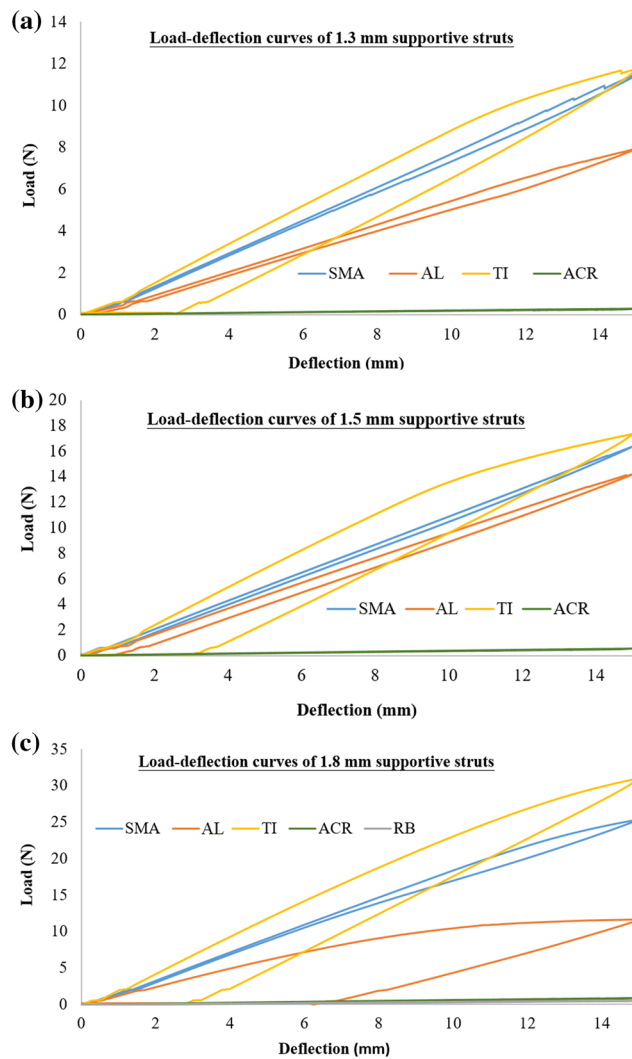 (a)
Load-deflection curves of 1.3 mm supportive struts
14
12
10
8
6
4
2
0
Load (N)
SMA AL TI ACR
0 2 4 6 8 10 12 14
Deflection (mm)
(b)
Load-deflection curves of 1.5 mm supportive struts
20
18
16
14
12
10
8
6
4
2
0
Load (N)
SMA AL TI ACR
0 2 4 6 8 10 12 14
Deflection (mm)
(c)
Load-deflection curves of 1.8 mm supportive struts
35
30
25
20
15
10
5
0
Load (N)
SMA AL TI ACR RB
0 2 4 6 8 10 12 14
Deflection (mm)